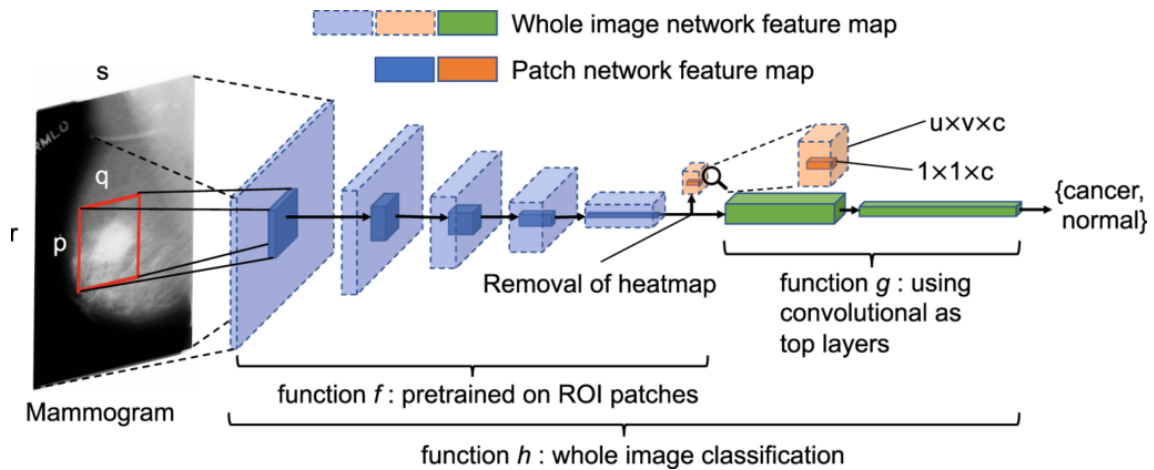 Whole image network feature map
Patch network feature map
s
RMLO
q
p
r
u×v×c
1×1×c
{cancer,
normal}
Removal of heatmap
function g : using
convolutional as
top layers
function f : pretrained on ROI patches
Mammogram
function h : whole image classification